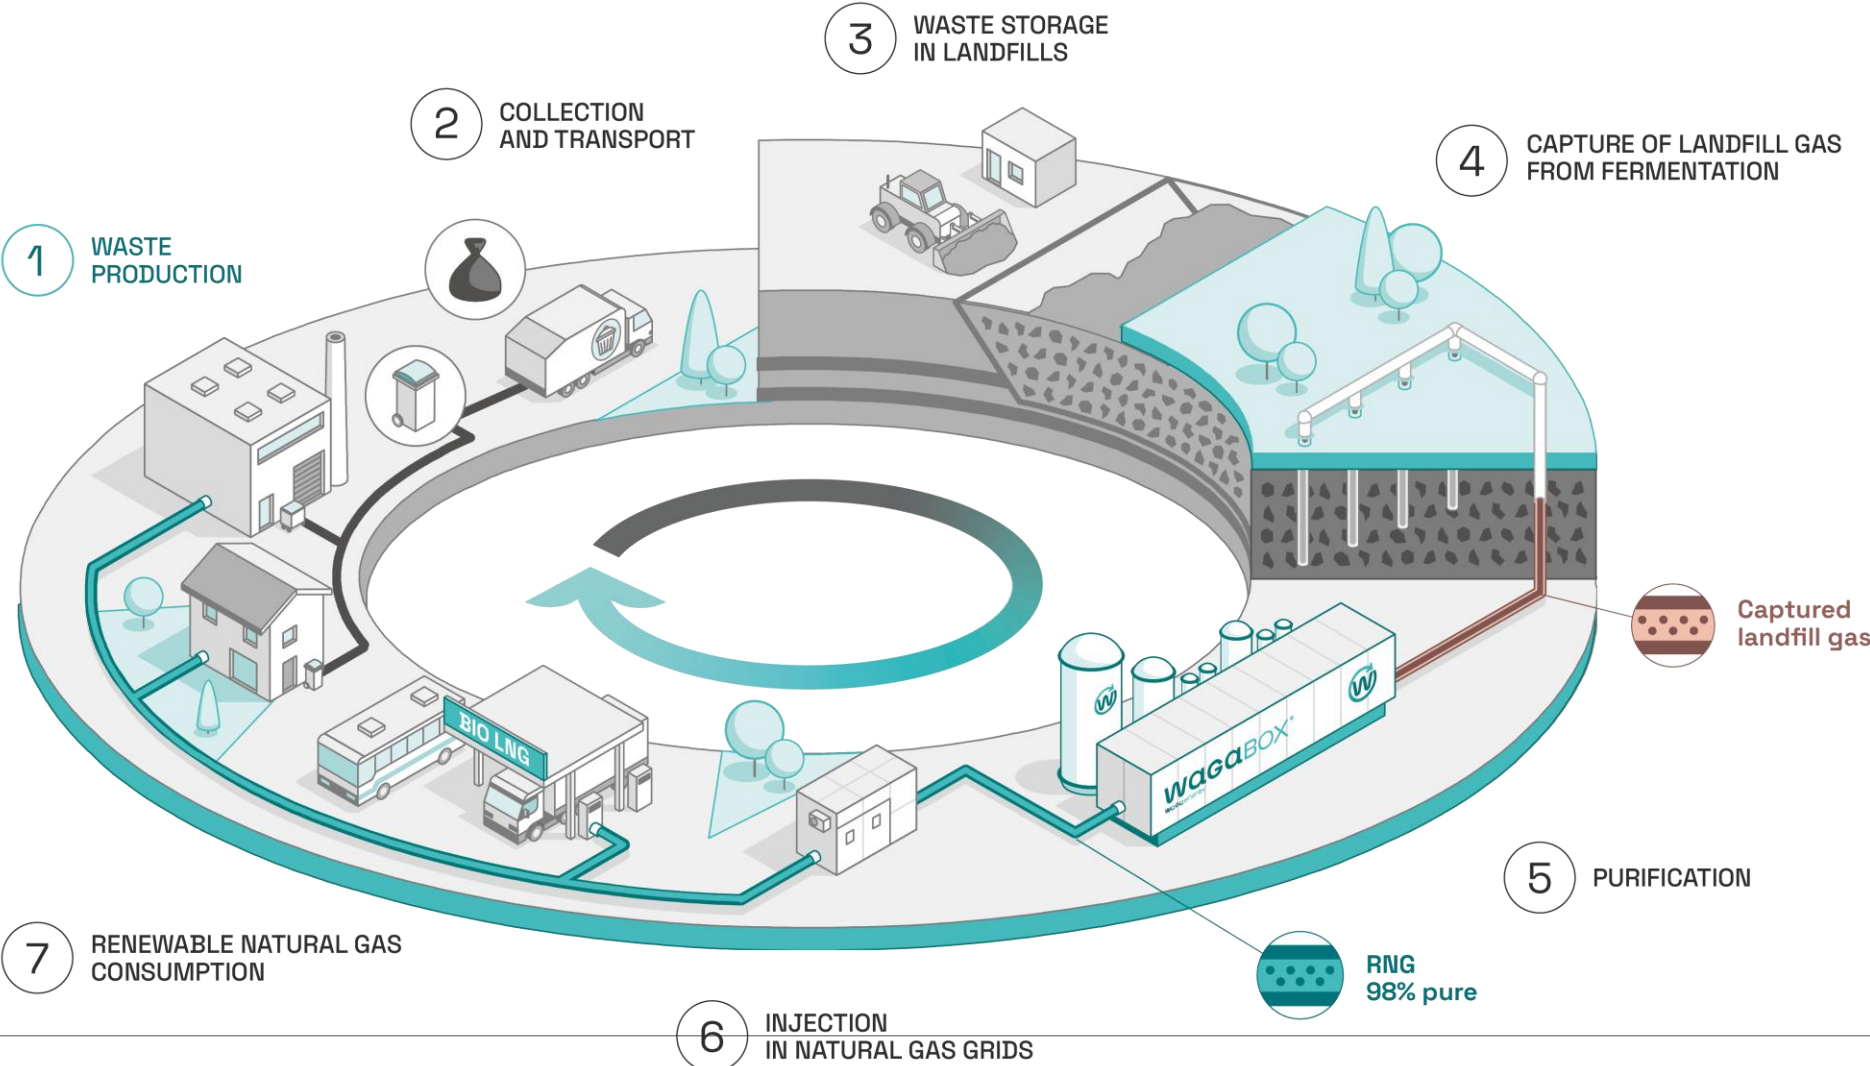 3
WASTE STORAGE
IN LANDFILLS
2
COLLECTION
AND TRANSPORT
4
CAPTURE OF LANDFILL GAS
FROM FERMENTATION
1
WASTE
PRODUCTION
Captured
landfill gas
BIO LNG
W
W
WAGABOX
5
PURIFICATION
7
RENEWABLE NATURAL GAS
CONSUMPTION
RNG
98% pure
6
INJECTION
IN NATURAL GAS GRIDS